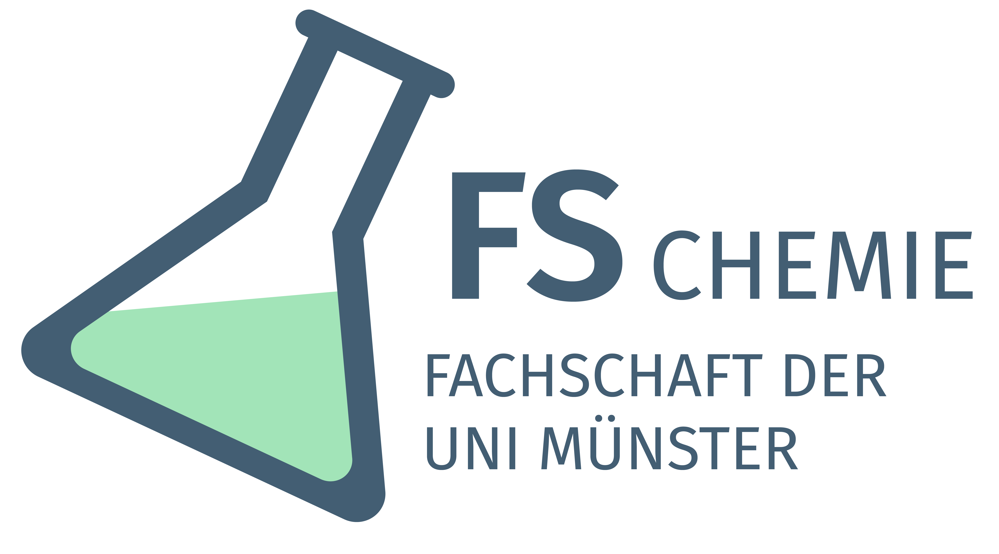 FS CHEMIE
FACHSCHAFT DER
UNI MÜNSTER